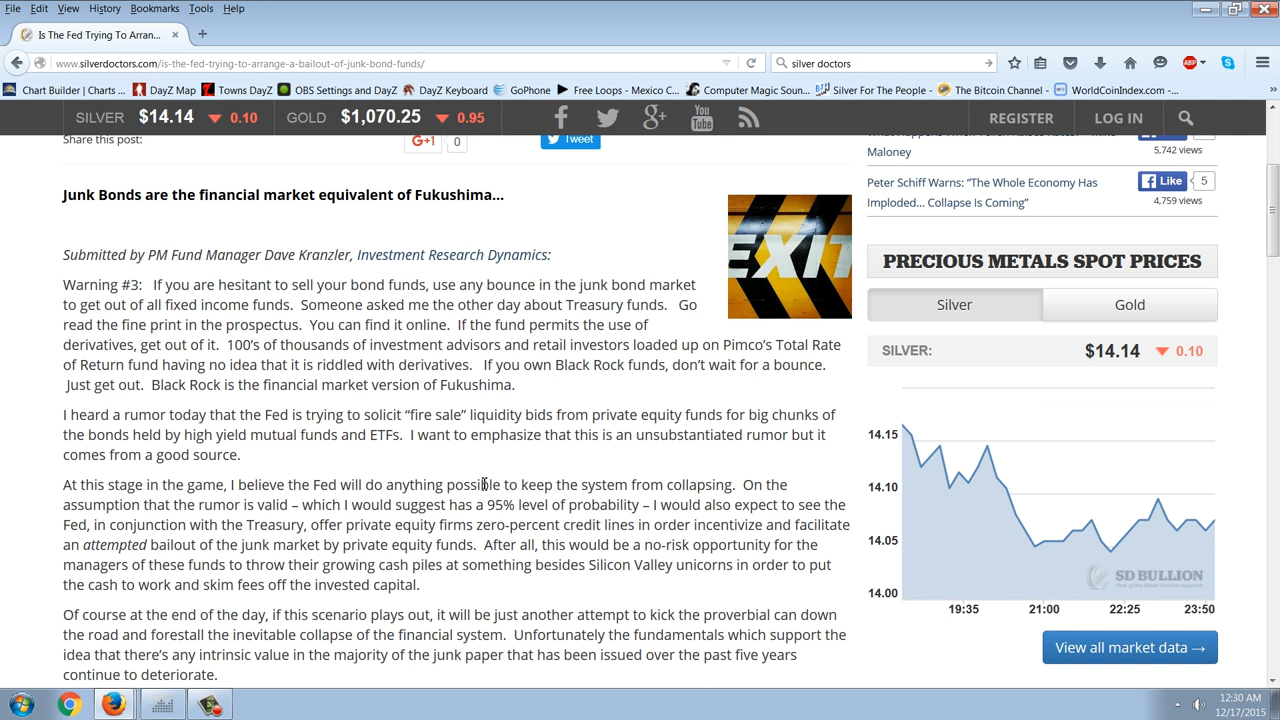 File Edit View History Bookmarks Tools Help
Is The Fed Trying To Arran...
www.silverdoctors.com/is-the-fed-trying-to-arrange-a-bailout-of-junk-bond-funds/
silver doctors
Chart Builder | Charts ... DayZ Map Towns DayZ OBS Settings and DayZ DayZ Keyboard GoPhone Free Loops - Mexico C... Computer Magic Soun... Silver For The People - The Bitcoin Channel - WorldCoinIndex.com -...
SILVER $14.14 0.10 GOLD $1,070.25 0.95 REGISTER LOG IN
Share this post: G+1 0 Tweet
Junk Bonds are the financial market equivalent of Fukushima...
Submitted by PM Fund Manager Dave Kranzler, Investment Research Dynamics:
Warning #3: If you are hesitant to sell your bond funds, use any bounce in the junk bond market
to get out of all fixed income funds. Someone asked me the other day about Treasury funds. Go
read the fine print in the prospectus. You can find it online. If the fund permits the use of
derivatives, get out of it. 100's of thousands of investment advisors and retail investors loaded up on Pimco's Total Rate
of Return fund having no idea that it is riddled with derivatives. If you own Black Rock funds, don't wait for a bounce.
Just get out. Black Rock is the financial market version of Fukushima.
EXIT
I heard a rumor today that the Fed is trying to solicit “fire sale” liquidity bids from private equity funds for big chunks of
the bonds held by high yield mutual funds and ETFs. I want to emphasize that this is an unsubstantiated rumor but it
comes from a good source.
At this stage in the game, I believe the Fed will do anything possible to keep the system from collapsing. On the
assumption that the rumor is valid – which I would suggest has a 95% level of probability – I would also expect to see the
Fed, in conjunction with the Treasury, offer private equity firms zero-percent credit lines in order incentivize and facilitate
an attempted bailout of the junk market by private equity funds. After all, this would be a no-risk opportunity for the
managers of these funds to throw their growing cash piles at something besides Silicon Valley unicorns in order to put
the cash to work and skim fees off the invested capital.
Of course at the end of the day, if this scenario plays out, it will be just another attempt to kick the proverbial can down
the road and forestall the inevitable collapse of the financial system. Unfortunately the fundamentals which support the
idea that there's any intrinsic value in the majority of the junk paper that has been issued over the past five years
continue to deteriorate.
Maloney
5,742 views
Peter Schiff Warns: “The Whole Economy Has
Imploded... Collapse Is Coming”
Like 5
4,759 views
PRECIOUS METALS SPOT PRICES
Silver Gold
SILVER: $14.14 0.10
14.15
14.10
14.05
14.00
SD BULLION
19:35 21:00 22:25 23:50
View all market data →
12:30 AM
12/17/2015